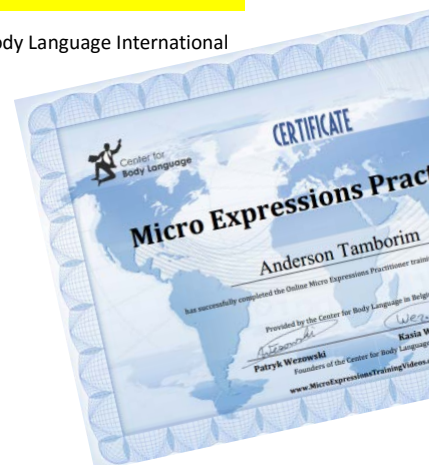 ody Language International
CERTIFICATE
Center for
Body Language
Micro Expressions Pract
Anderson Tamborim
has successfully completed the Online Micro Expressions Practitioner traini
Provided by the Center for Body Language in Belgi
Wezowski
Patryk Wezowski
Kasia W
Founders of the Center for Body Language
www.MicroExpressionsTrainingVideos.c